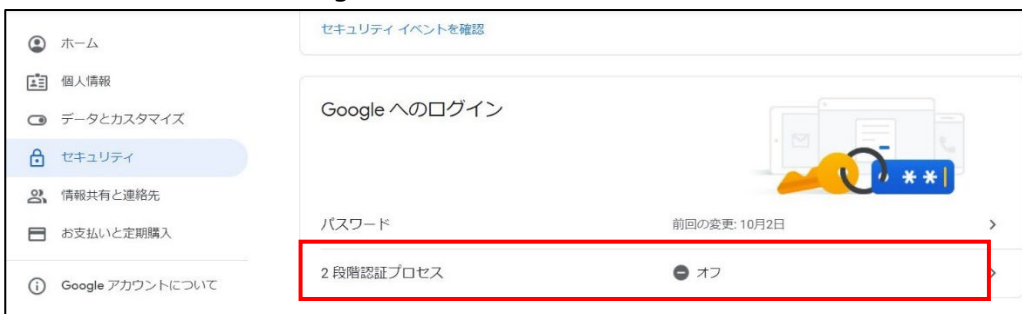 セキュリティ イベントを確認
ホーム
個人情報
データとカスタマイズ
セキュリティ
情報共有と連絡先
お支払いと定期購入
Google アカウントについて
Google へのログイン
**
パスワード 前回の変更: 10月2日
2 段階認証プロセス オフ